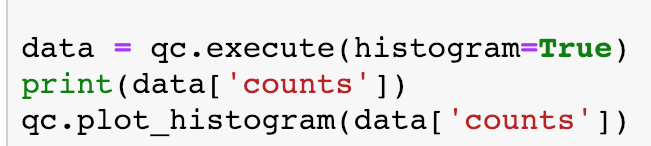 data = qc.execute(histogram=True)
print(data['counts'])
qc.plot_histogram(data['counts'])